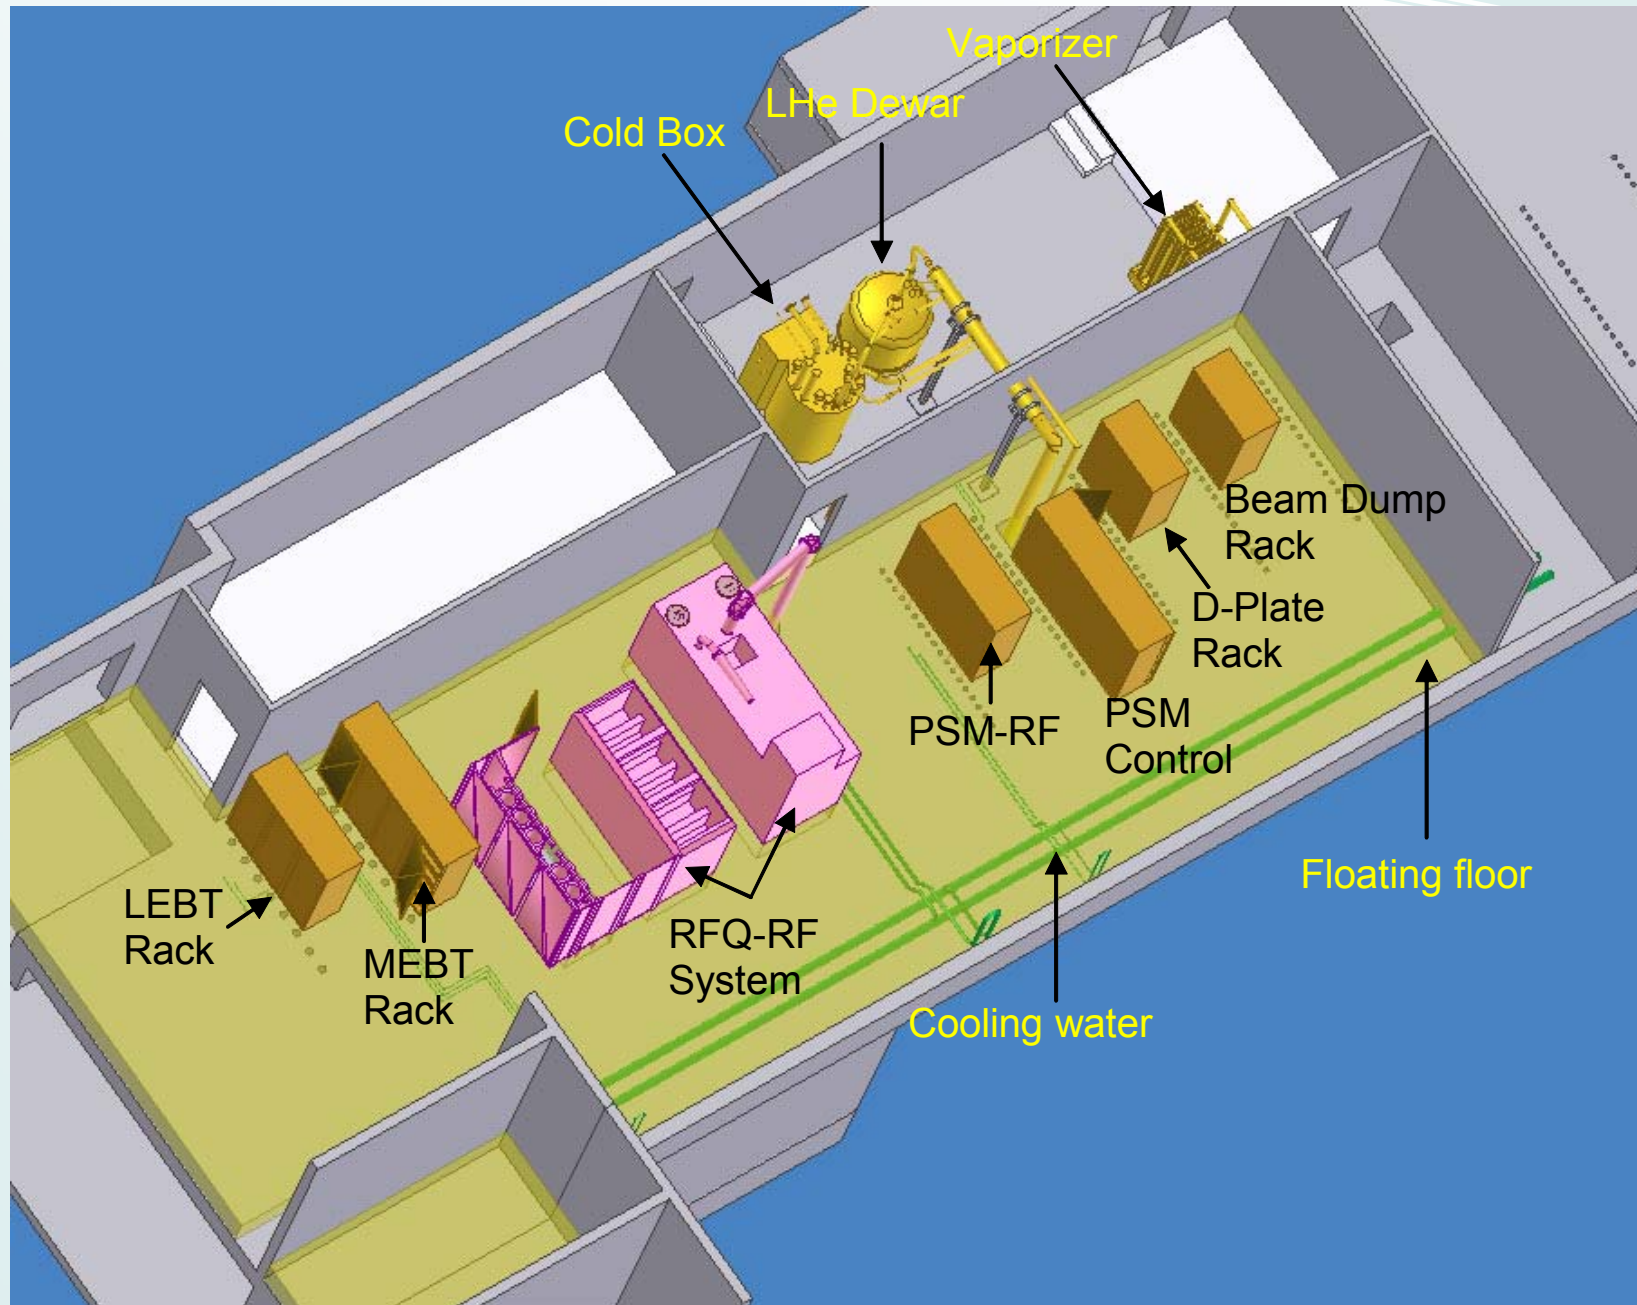 Vaporizer
LHe Dewar
Cold Box
Beam Dump
Rack
D-Plate
Rack
PSM-RF
PSM
Control
Floating floor
LEBT
Rack
MEBT
Rack
RFQ-RF
System
Cooling water